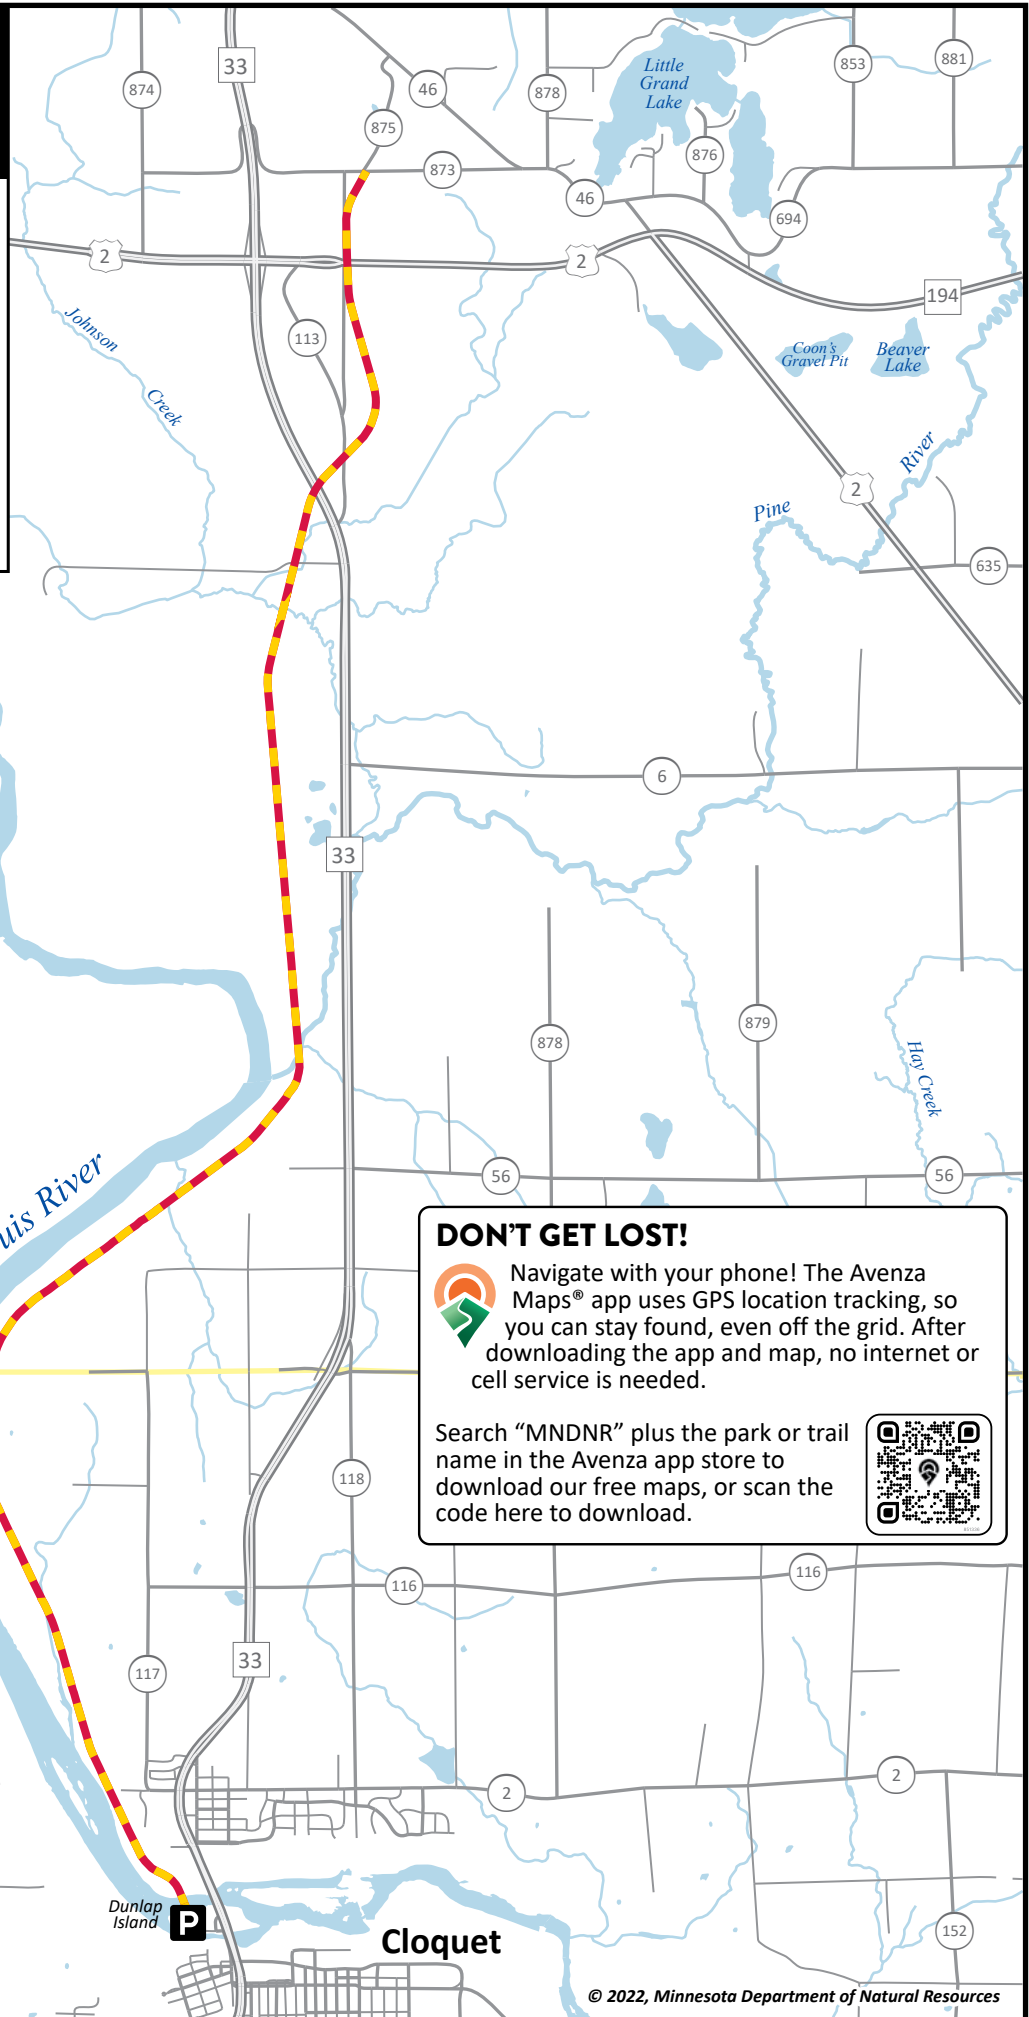 33
874
46
875
878
Little
Grand
Lake
853
881
873
876
46
694
2
2
194
Johnson
Creek
113
Coon's
Gravel Pit
Beaver
Lake
River
Pine
2
635
6
33
878
879
Hay Creek
56
56
uis River
DON'T GET LOST!
Navigate with your phone! The Avenza
Maps® app uses GPS location tracking, so
you can stay found, even off the grid. After
downloading the app and map, no internet or
cell service is needed.
Search “MNDNR” plus the park or trail
name in the Avenza app store to
download our free maps, or scan the
code here to download.
118
116
116
117
33
2
2
Dunlap
Island
P
Cloquet
152
© 2022, Minnesota Department of Natural Resources